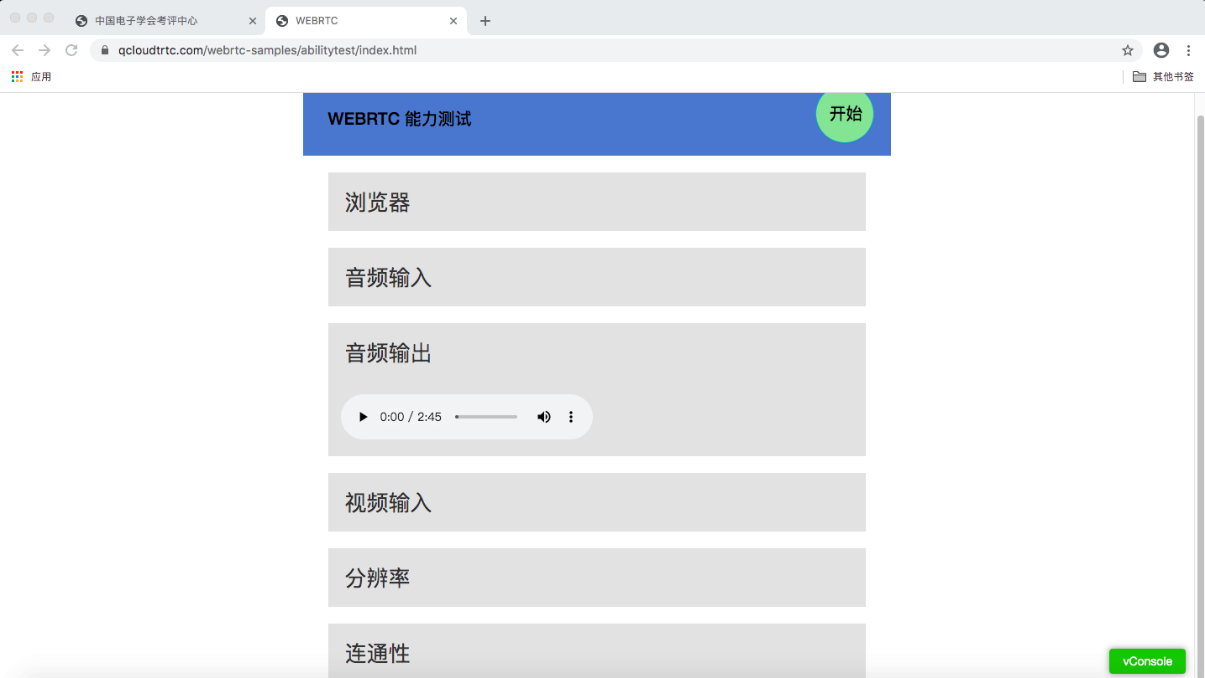 中国电子学会考评中心
WEBRTC
qcloudtrtc.com/webrtc-samples/abilitytest/index.html
应用
其他书签
WEBRTC 能力测试
开始
浏览器
音频输入
音频输出
0:00 / 2:45
视频输入
分辨率
连通性
vConsole